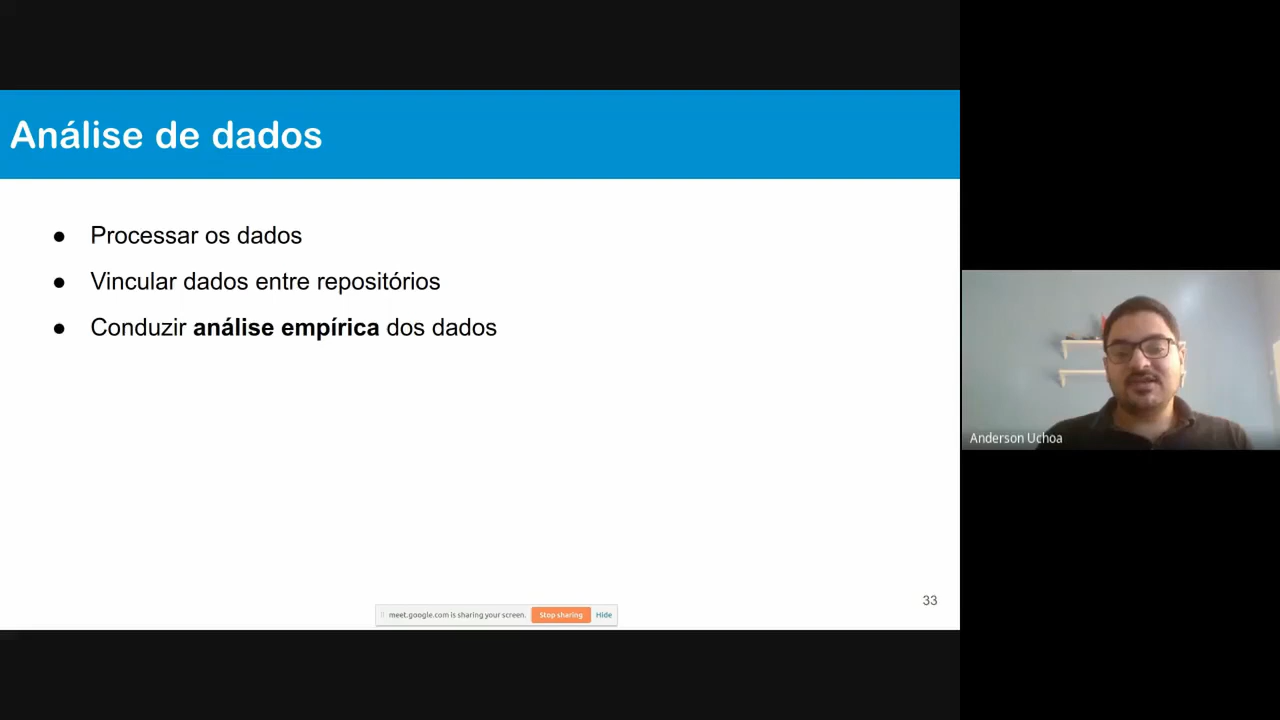 Análise de dados
● Processar os dados
● Vincular dados entre repositórios
● Conduzir análise empírica dos dados
Anderson Uchoa
33
meet.google.com is sharing your screen. Stop sharing Hide